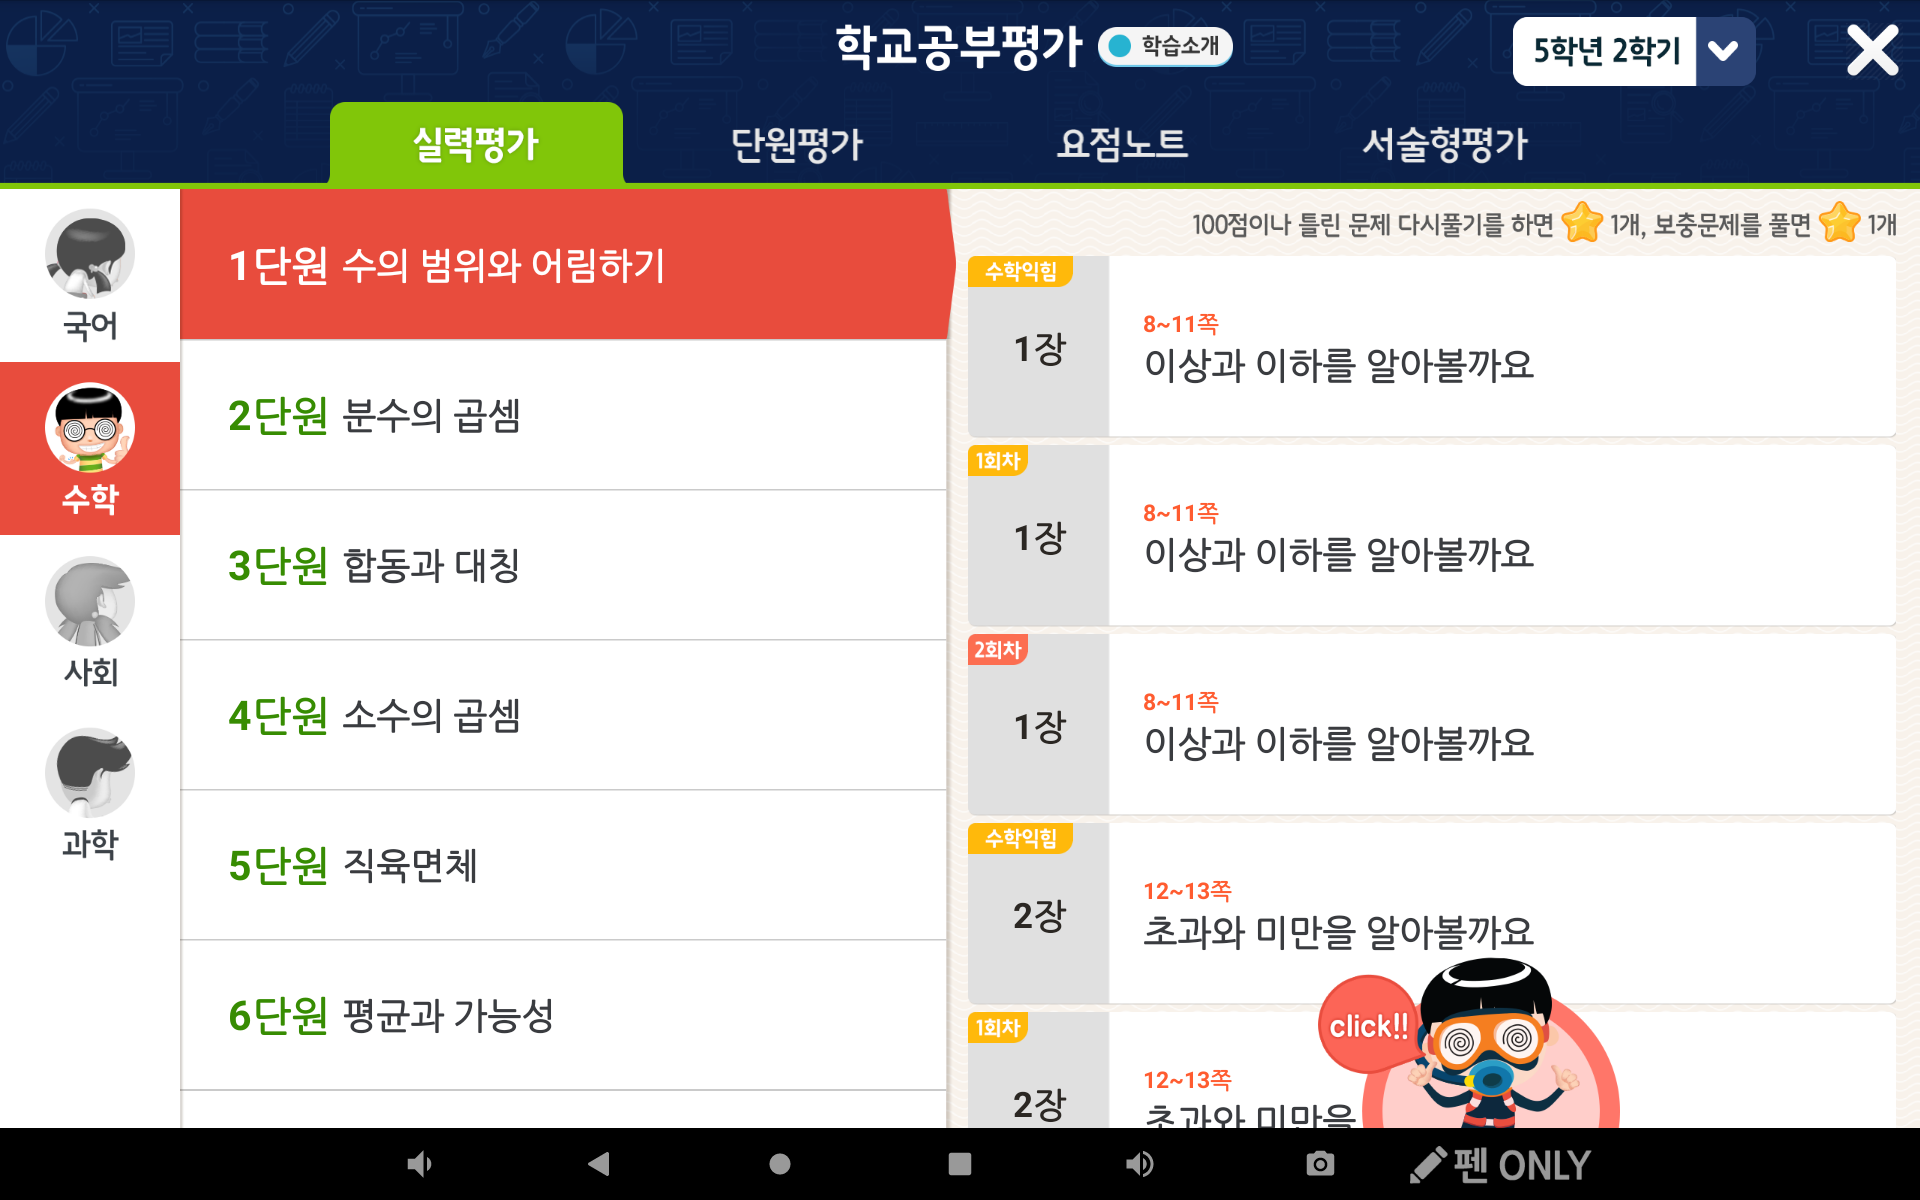 학교공부평가
학습소개
5학년 2학기
실력평가
단원평가
요점노트
서술형평가
국어
수학
사회
과학
1단원 수의 범위와 어림하기
2단원 분수의 곱셈
3단원 합동과 대칭
4단원 소수의 곱셈
5단원 직육면체
6단원 평균과 가능성
100점이나 틀린 문제 다시풀기를 하면 1개, 보충문제를 풀면 1개
수학익힘
1장
8~11쪽
이상과 이하를 알아볼까요
1회차
1장
8~11쪽
이상과 이하를 알아볼까요
2회차
1장
8~11쪽
이상과 이하를 알아볼까요
수학익힘
2장
12~13쪽
초과와 미만을 알아볼까요
1회차
2장
12~13쪽
초과와 미만을
click!!
펜 ONLY